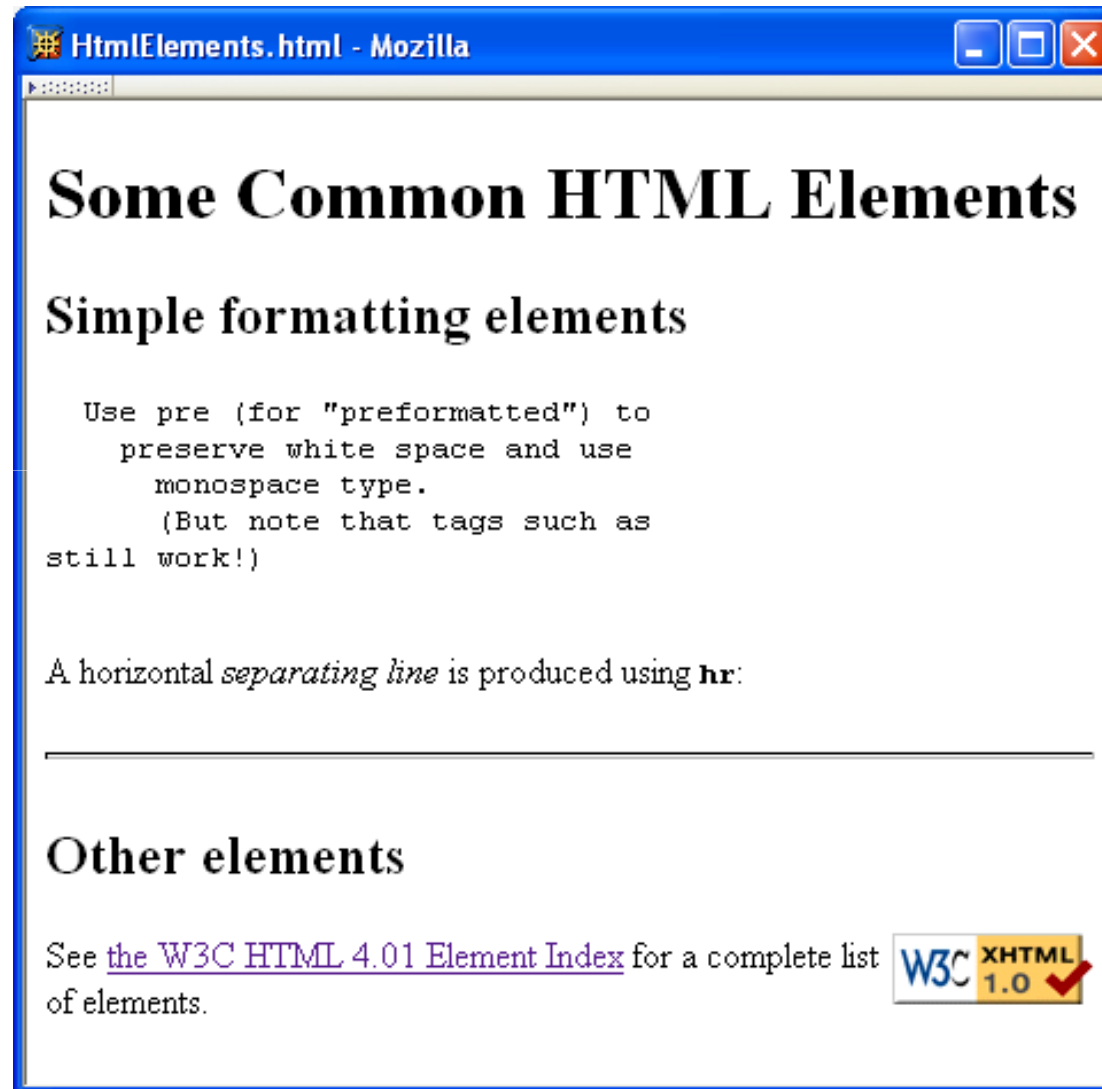 HtmlElements.html - Mozilla
Some Common HTML Elements
Simple formatting elements
Use pre (for "preformatted") to
preserve white space and use
monospace type.
(But note that tags such as
still work!)
A horizontal separating line is produced using hr:
Other elements
See the W3C HTML 4.01 Element Index for a complete list
of elements.
W3C XHTML
1.0